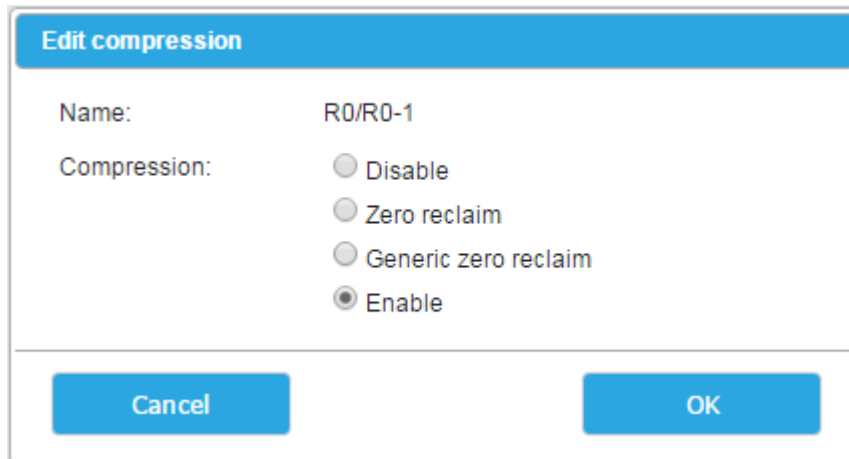 Edit compression
Name: R0/R0-1
Compression: Disable
Zero reclaim
Generic zero reclaim
Enable
Cancel OK